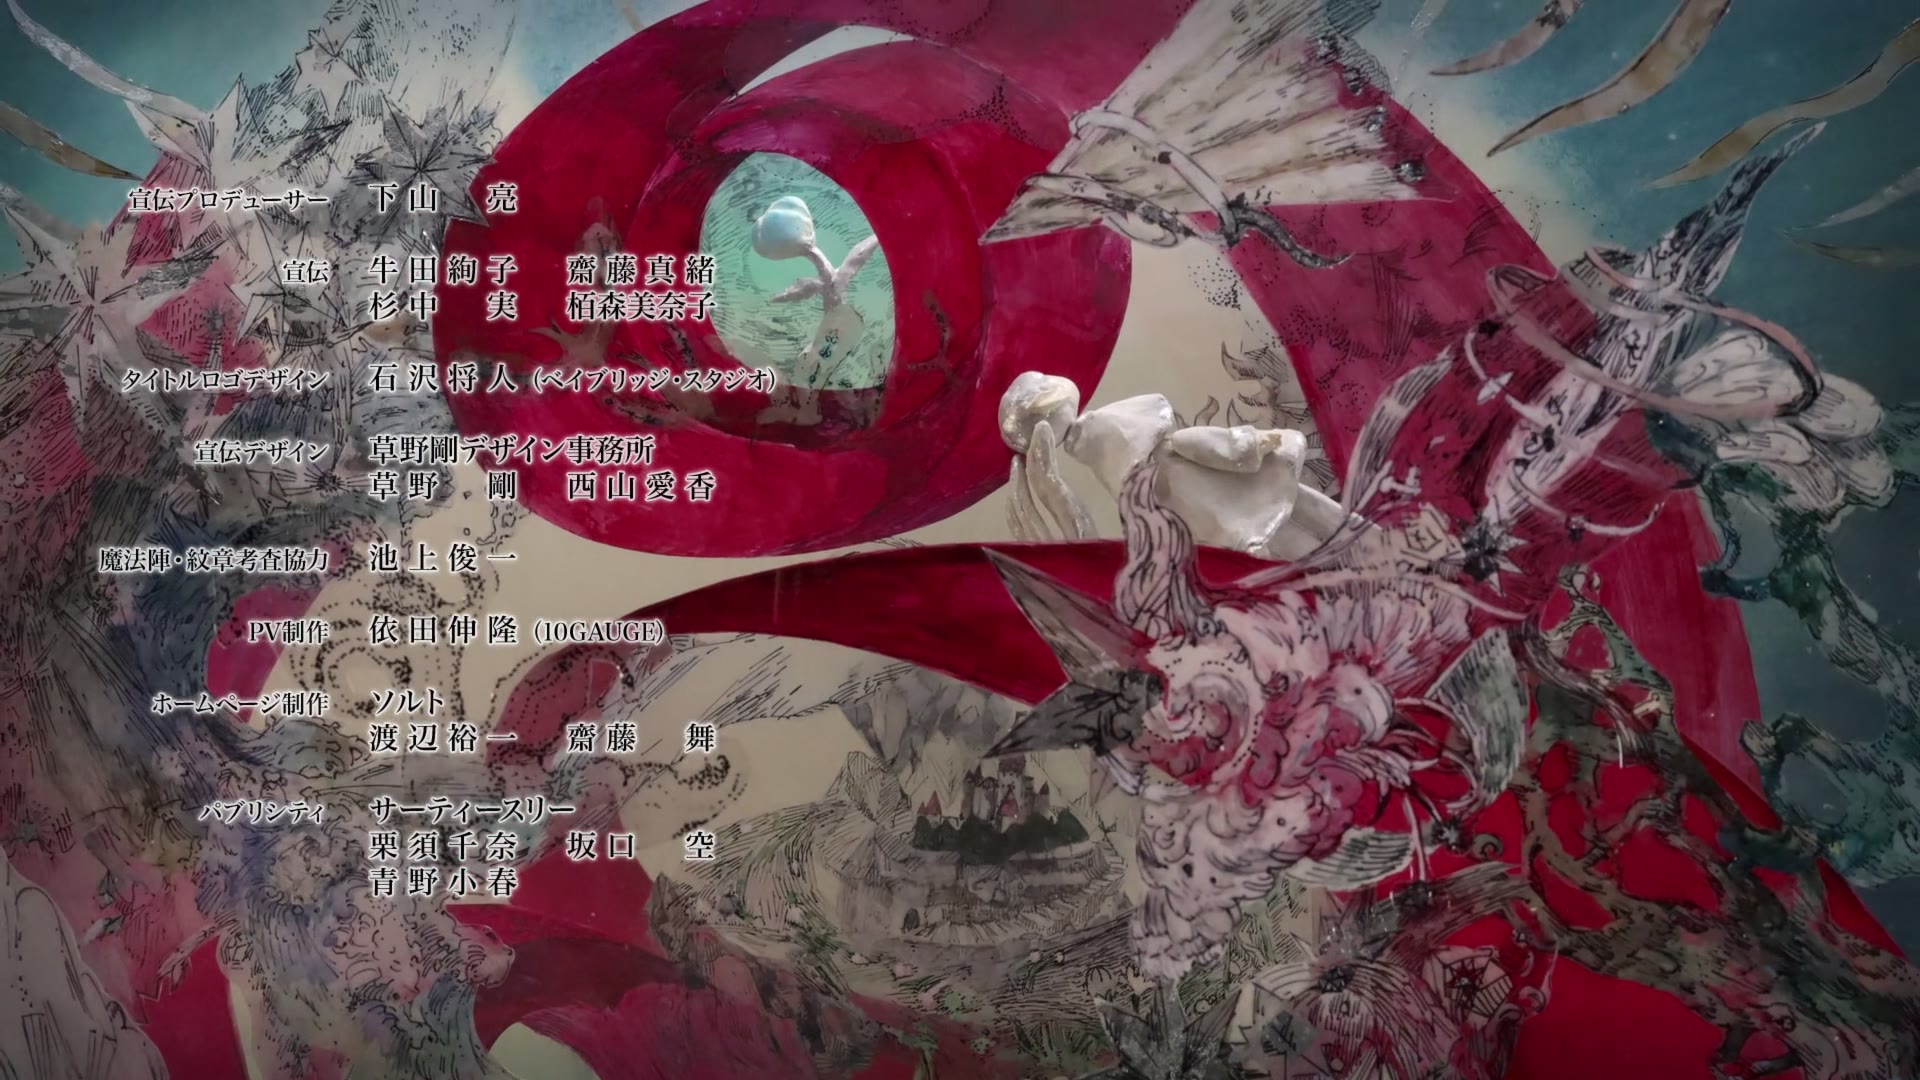 宣伝プロデューサー 下山 亮
宣伝 牛田絢子 齋藤真緒
杉中 実 栢森美奈子
タイトルロゴデザイン 石沢将人（ベイブリッジ・スタジオ）
宣伝デザイン 草野剛デザイン事務所
草野 剛 西山愛香
魔法陣・紋章考査協力 池上俊一
PV制作 依田伸隆（10GAUGE）
ホームページ制作 ソルト
渡辺裕一 齋藤 舞
パブリシティ サーティースリー
栗須千奈 坂口 空
青野小春